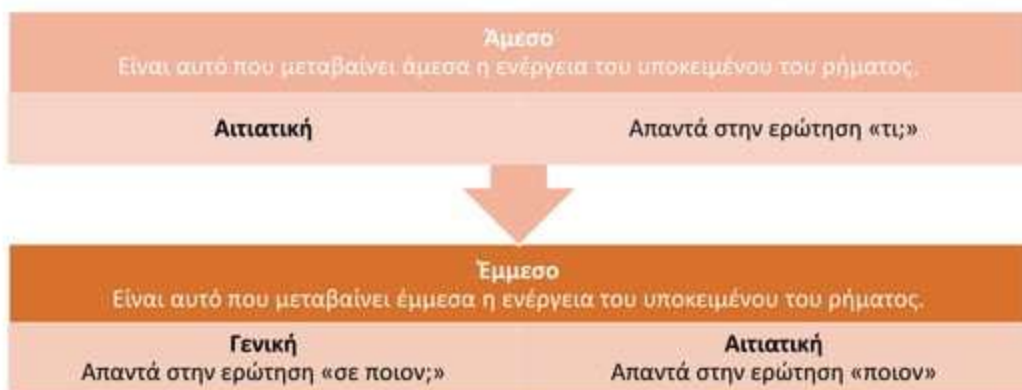 Άμεσο
Είναι αυτό που μεταβαίνει άμεσα η ενέργεια του υποκειμένου του ρήματος.
Αιτιατική Απαντά στην ερώτηση «τι;»
Έμμεσο
Είναι αυτό που μεταβαίνει έμμεσα η ενέργεια του υποκειμένου του ρήματος.
Γενική Αιτιατική
Απαντά στην ερώτηση «σε ποιον;» Απαντά στην ερώτηση «ποιον»